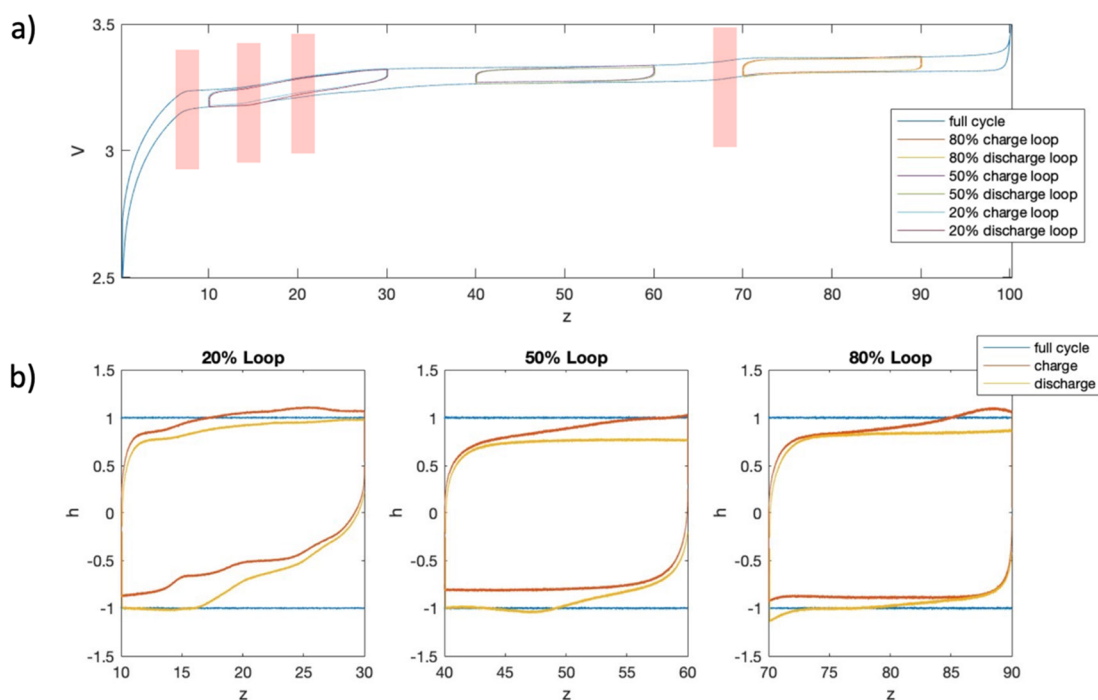 a)
3.5
3
2.5
V
10 20 30 40 50 60 70 80 90 100
z
full cycle
80% charge loop
80% discharge loop
50% charge loop
50% discharge loop
20% charge loop
20% discharge loop
b)
20% Loop
1.5
1
0.5
0
-0.5
-1
-1.5
h
10 15 20 25 30
z
50% Loop
1.5
1
0.5
0
-0.5
-1
-1.5
h
40 45 50 55 60
z
80% Loop
1.5
1
0.5
0
-0.5
-1
-1.5
h
70 75 80 85 90
z
full cycle
charge
discharge